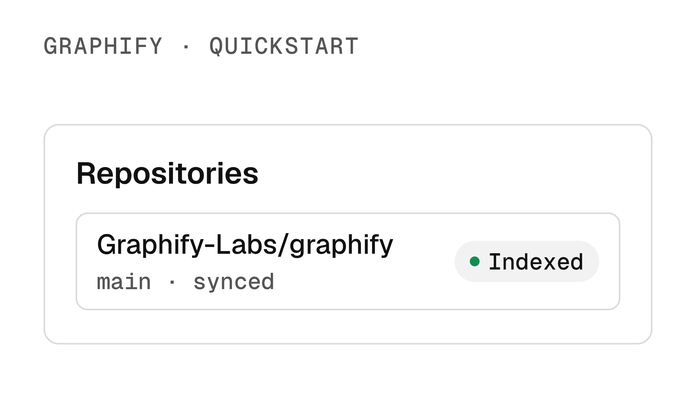 GRAPHIFY · QUICKSTART
Repositories
Graphify-Labs/graphify
main · synced
Indexed